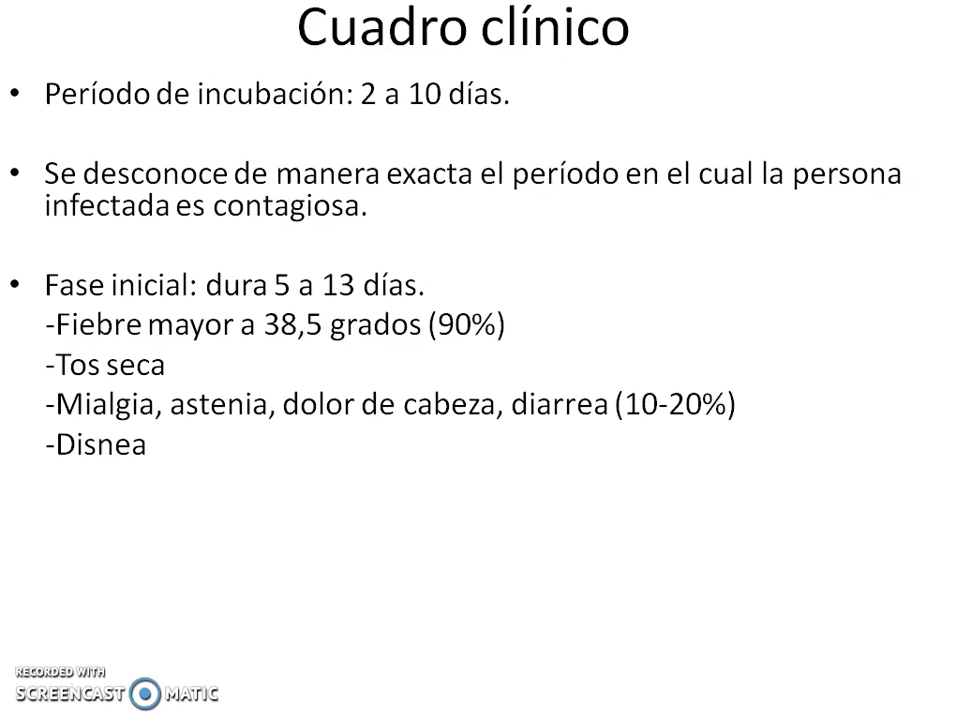 Cuadro clínico
• Período de incubación: 2 a 10 días.
• Se desconoce de manera exacta el período en el cual la persona
infectada es contagiosa.
• Fase inicial: dura 5 a 13 días.
-Fiebre mayor a 38,5 grados (90%)
-Tos seca
-Mialgia, astenia, dolor de cabeza, diarrea (10-20%)
-Disnea
RECORDED WITH
SCREENCAST MATIC